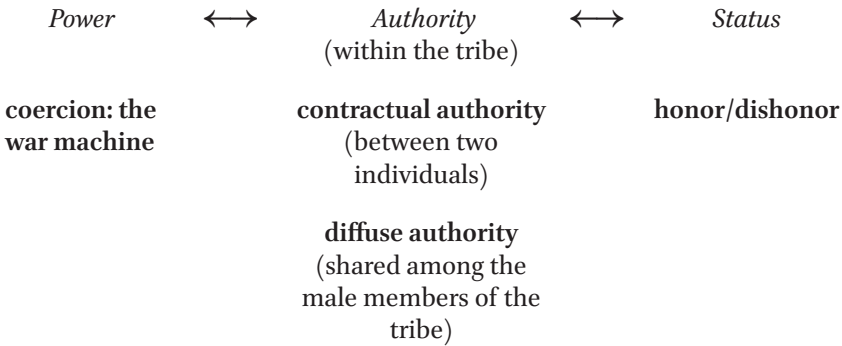 Power ⟷ Authority ⟷ Status
(within the tribe)
coercion: the contractual authority honor/dishonor
war machine (between two
individuals)
diffuse authority
(shared among the
male members of the
tribe)